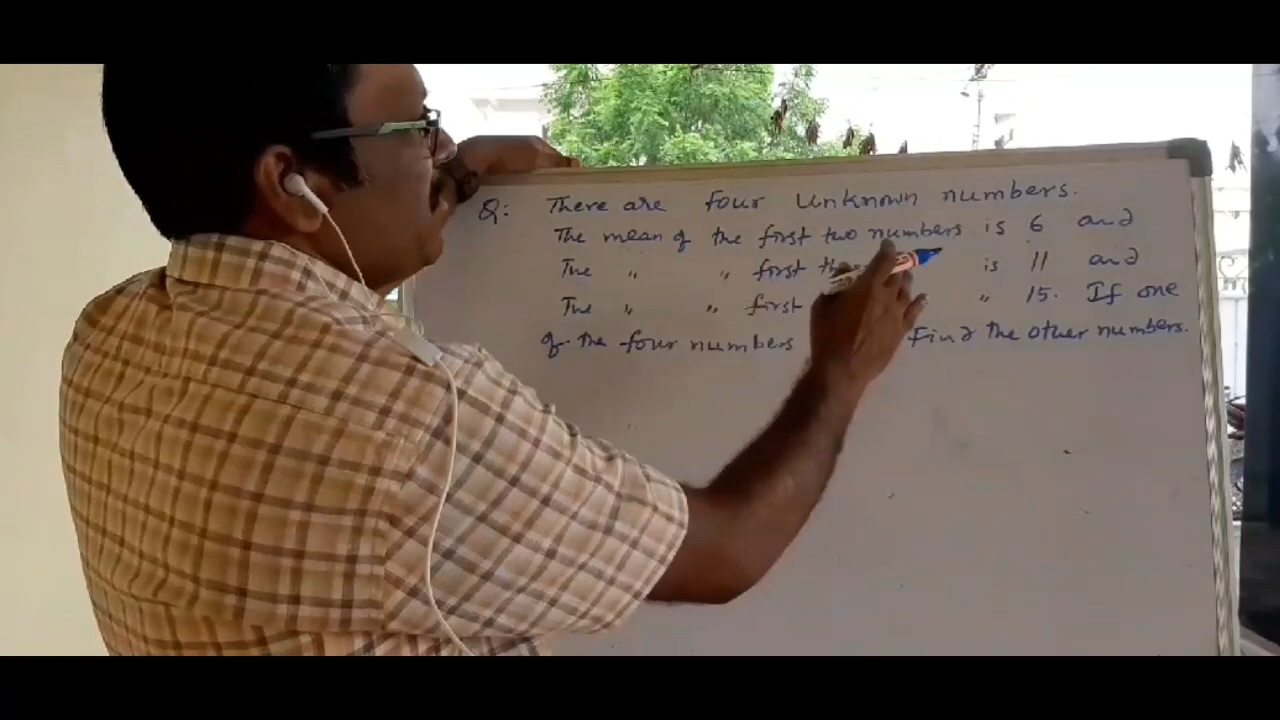 Q: There are four unknown numbers.
The mean of the first two numbers is 6 and
The " " first is 11 and
The " " first " 15. If one
of the four numbers Find the other numbers.